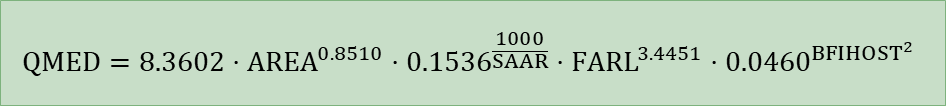 QMED = 8.3602 · AREA^0.8510 · 0.1536^(1000/SAAR) · FARL^3.4451 · 0.0460^(BFIHOST^2)